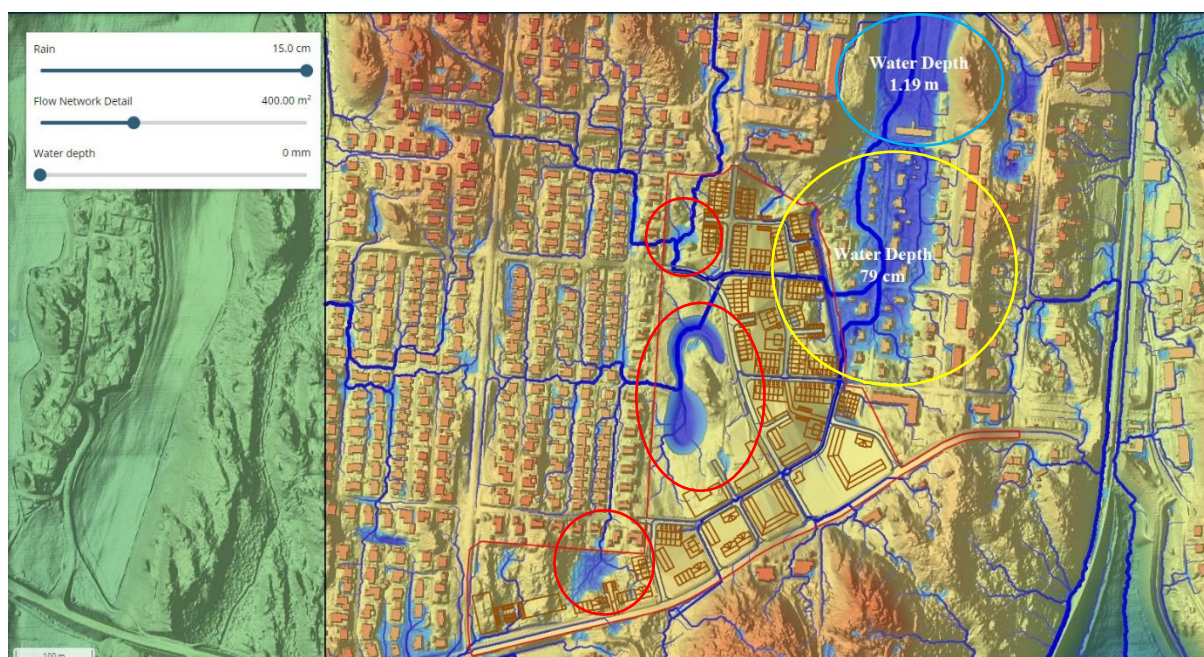 Rain 15.0 cm
Flow Network Detail 400.00 m²
Water depth 0 mm
Water Depth
1.19 m
Water Depth
79 cm
100 m